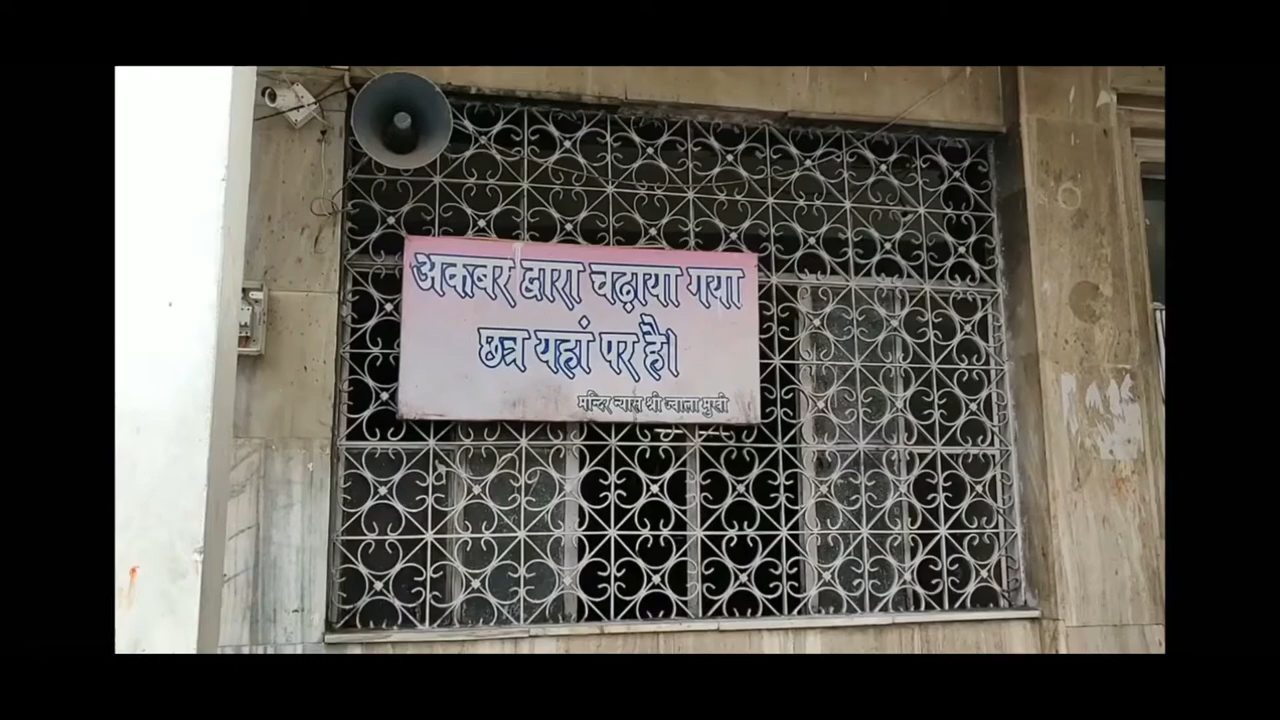 अकबर द्वारा चढ़ाया गया
छत्र यहां पर है।
मन्दिर न्यास श्री ज्वाला मुखी